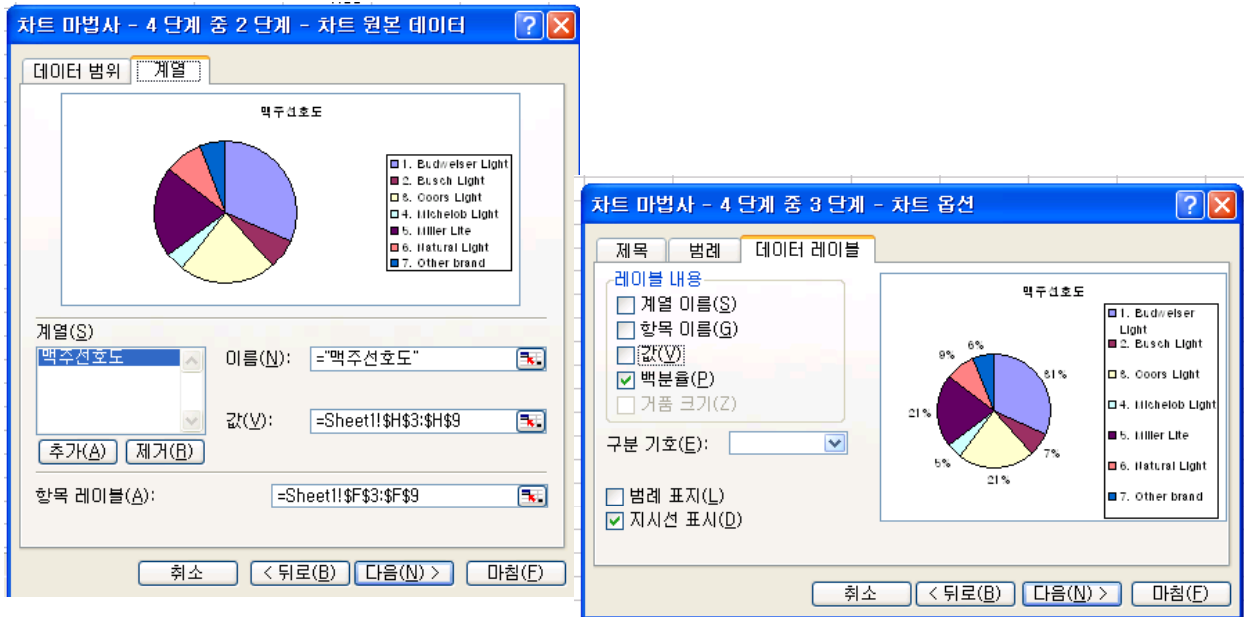 차트 마법사 - 4 단계 중 2 단계 - 차트 원본 데이터
데이터 범위
계열
맥주선호도
1. Budweiser Light
2. Busch Light
3. Coors Light
4. Michelob Light
5. Miller Lite
6. Natural Light
7. Other brand
계열(S)
맥주선호도
이름(N):
="맥주선호도"
값(V):
=Sheet1!$H$3:$H$9
추가(A)
제거(R)
항목 레이블(A):
=Sheet1!$F$3:$F$9
취소
< 뒤로(B)
다음(N) >
마침(F)
차트 마법사 - 4 단계 중 3 단계 - 차트 옵션
제목
범례
데이터 레이블
레이블 내용
계열 이름(S)
항목 이름(G)
값(V)
백분율(P)
거품 크기(Z)
구분 기호(E):
범례 표지(L)
지시선 표시(D)
맥주선호도
9%
6%
31%
21%
7%
5%
21%
1. Budweiser
Light
2. Busch Light
3. Coors Light
4. Michelob Light
5. Miller Lite
6. Natural Light
7. Other brand
취소
< 뒤로(B)
다음(N) >
마침(F)